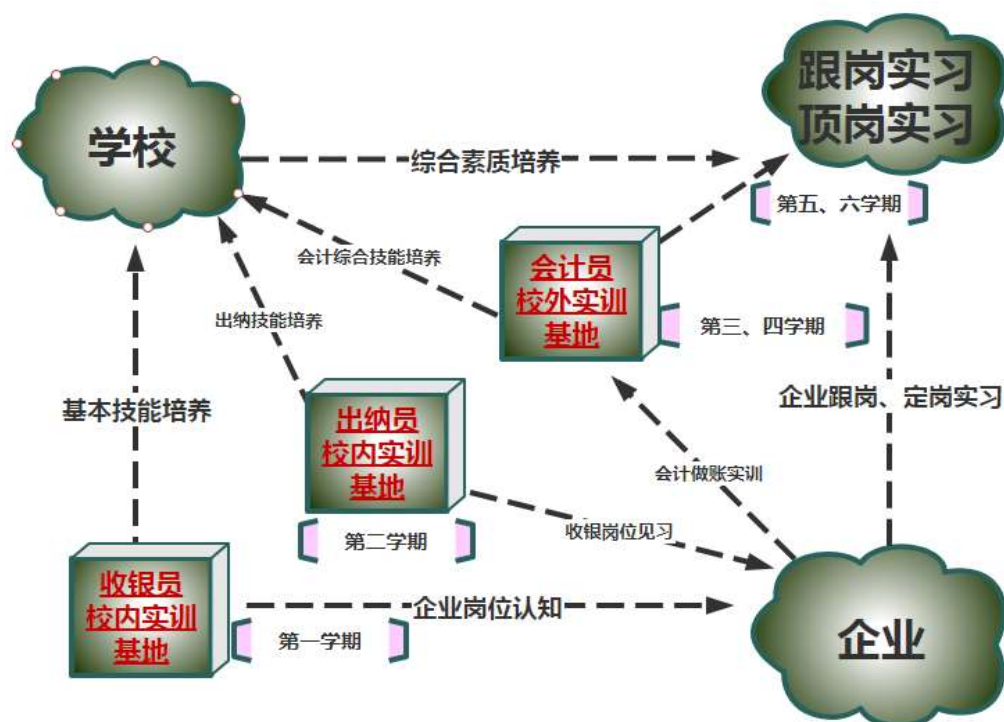 跟岗实习
顶岗实习
学校
综合素质培养
第五、六学期
会计综合技能培养
会计员
校外实训
基地
出纳技能培养
第三、四学期
基本技能培养
出纳员
校内实训
基地
企业跟岗、定岗实习
会计做账实训
收银岗位见习
第二学期
收银员
校内实训
基地
企业岗位认知
第一学期
企业